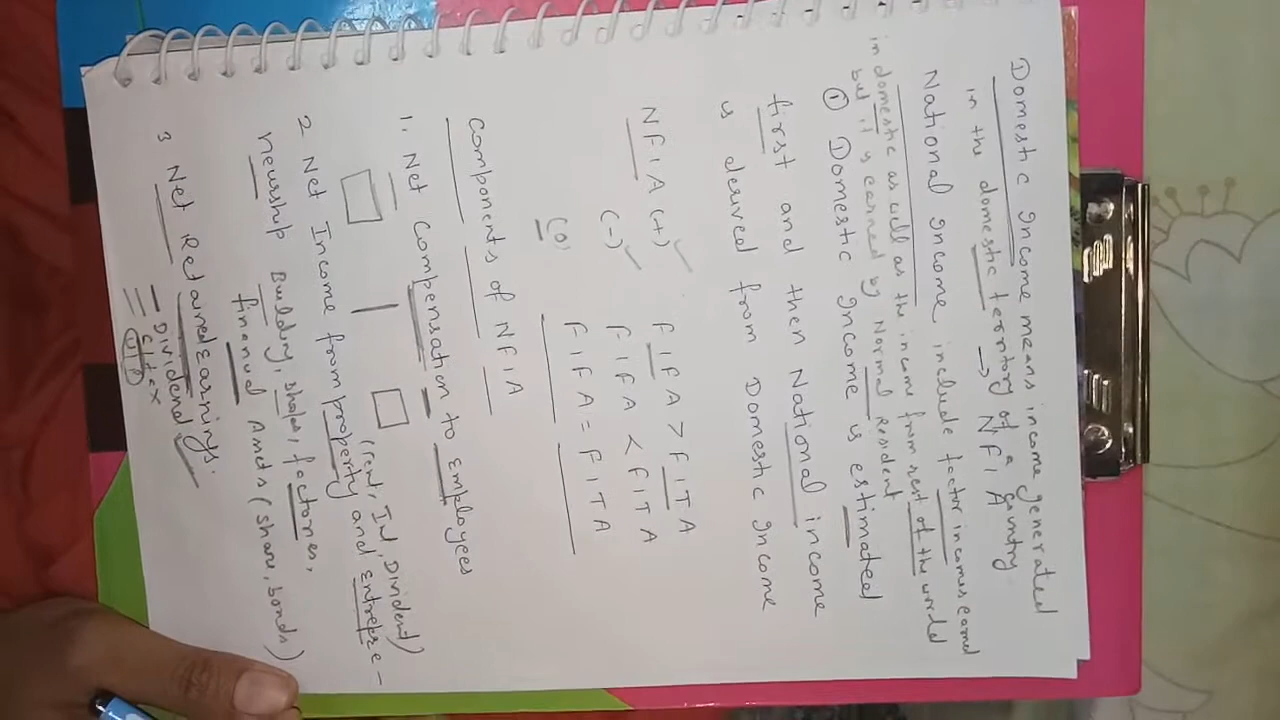 Domestic Income means income generated
in the domestic territory of a country
→ NFIA
National Income include factor incomes earned
in domestic as well as the income from rest of the world
but it is earned by Normal Resident
① Domestic Income is estimated
first and then National income
is derived from Domestic Income
NFIA (+) FIFA > FITA
(-) FIFA < FITA
(0) FIFA = FITA
Components of NFIA
1. Net Compensation to Employees
(rent, Int, Dividend)
2 Net Income from property and Entrepre-
neurship Building, shops, factories,
financial (share, bonds)
3 Net Retained Earnings.
- Dividend